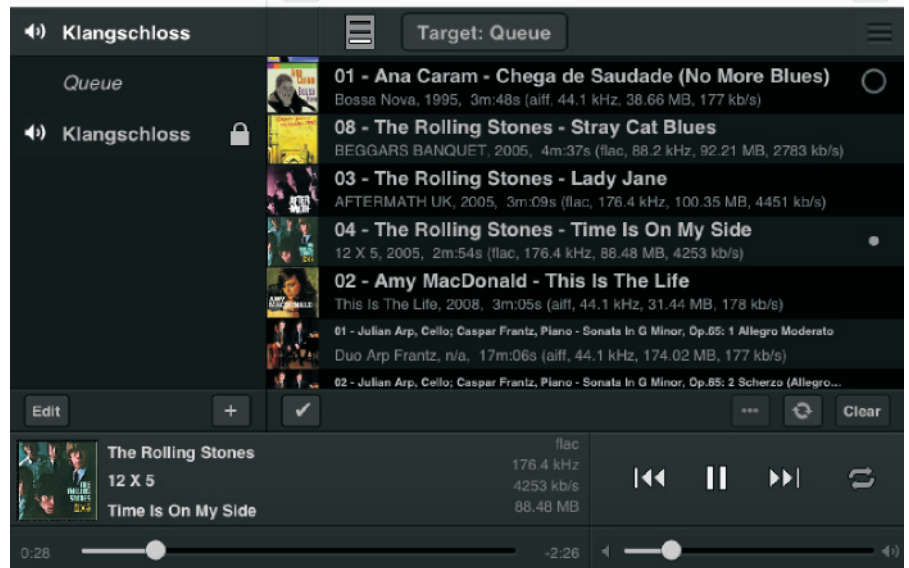 Klangschloss
Target: Queue
Queue
Klangschloss
01 - Ana Caram - Chega de Saudade (No More Blues)
Bossa Nova, 1995, 3m:48s (aiff, 44.1 kHz, 38.66 MB, 177 kb/s)
08 - The Rolling Stones - Stray Cat Blues
BEGGARS BANQUET, 2005, 4m:37s (flac, 88.2 kHz, 92.21 MB, 2783 kb/s)
03 - The Rolling Stones - Lady Jane
AFTERMATH UK, 2005, 3m:09s (flac, 176.4 kHz, 100.35 MB, 4451 kb/s)
04 - The Rolling Stones - Time Is On My Side
12 X 5, 2005, 2m:54s (flac, 176.4 kHz, 88.48 MB, 4253 kb/s)
02 - Amy MacDonald - This Is The Life
This Is The Life, 2008, 3m:05s (aiff, 44.1 kHz, 31.44 MB, 178 kb/s)
01 - Julian Arp, Cello; Caspar Frantz, Piano - Sonata In G Minor, Op.65: 1 Allegro Moderato
Duo Arp Frantz, n/a, 17m:06s (aiff, 44.1 kHz, 174.02 MB, 177 kb/s)
02 - Julian Arp, Cello; Caspar Frantz, Piano - Sonata In G Minor, Op.65: 2 Scherzo (Allegro...
Edit
Clear
The Rolling Stones
12 X 5
Time Is On My Side
flac
176.4 kHz
4253 kb/s
88.48 MB
0:28
-2:26